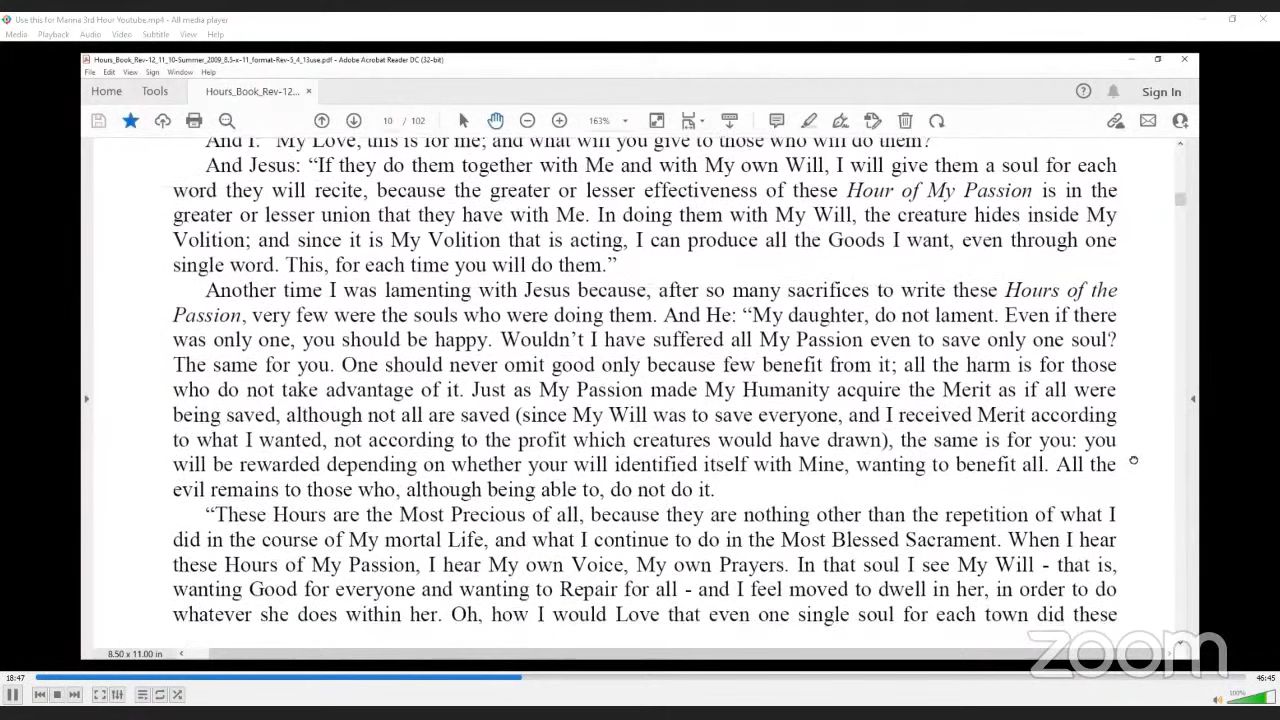 Use this for Manna 3rd Hour Youtube.mp4 - All media player
Media Playback Audio Video Subtitle View Help
Hours_Book_Rev-12_11_10-Summer_2009_8.5-x-11_format-Rev-5_4_13use.pdf - Adobe Acrobat Reader DC (32-bit)
File Edit View Sign Window Help
Home Tools Hours_Book_Rev-12... × Sign In
10 / 102 163%
And I: "My Love, this is for me; and what will you give to those who will do them?"
And Jesus: “If they do them together with Me and with My own Will, I will give them a soul for each
word they will recite, because the greater or lesser effectiveness of these Hour of My Passion is in the
greater or lesser union that they have with Me. In doing them with My Will, the creature hides inside My
Volition; and since it is My Volition that is acting, I can produce all the Goods I want, even through one
single word. This, for each time you will do them.”
Another time I was lamenting with Jesus because, after so many sacrifices to write these Hours of the
Passion, very few were the souls who were doing them. And He: “My daughter, do not lament. Even if there
was only one, you should be happy. Wouldn’t I have suffered all My Passion even to save only one soul?
The same for you. One should never omit good only because few benefit from it; all the harm is for those
who do not take advantage of it. Just as My Passion made My Humanity acquire the Merit as if all were
being saved, although not all are saved (since My Will was to save everyone, and I received Merit according
to what I wanted, not according to the profit which creatures would have drawn), the same is for you: you
will be rewarded depending on whether your will identified itself with Mine, wanting to benefit all. All the
evil remains to those who, although being able to, do not do it.
“These Hours are the Most Precious of all, because they are nothing other than the repetition of what I
did in the course of My mortal Life, and what I continue to do in the Most Blessed Sacrament. When I hear
these Hours of My Passion, I hear My own Voice, My own Prayers. In that soul I see My Will - that is,
wanting Good for everyone and wanting to Repair for all - and I feel moved to dwell in her, in order to do
whatever she does within her. Oh, how I would Love that even one single soul for each town did these
8.50 x 11.00 in
zoom
18:47 46:45
100%